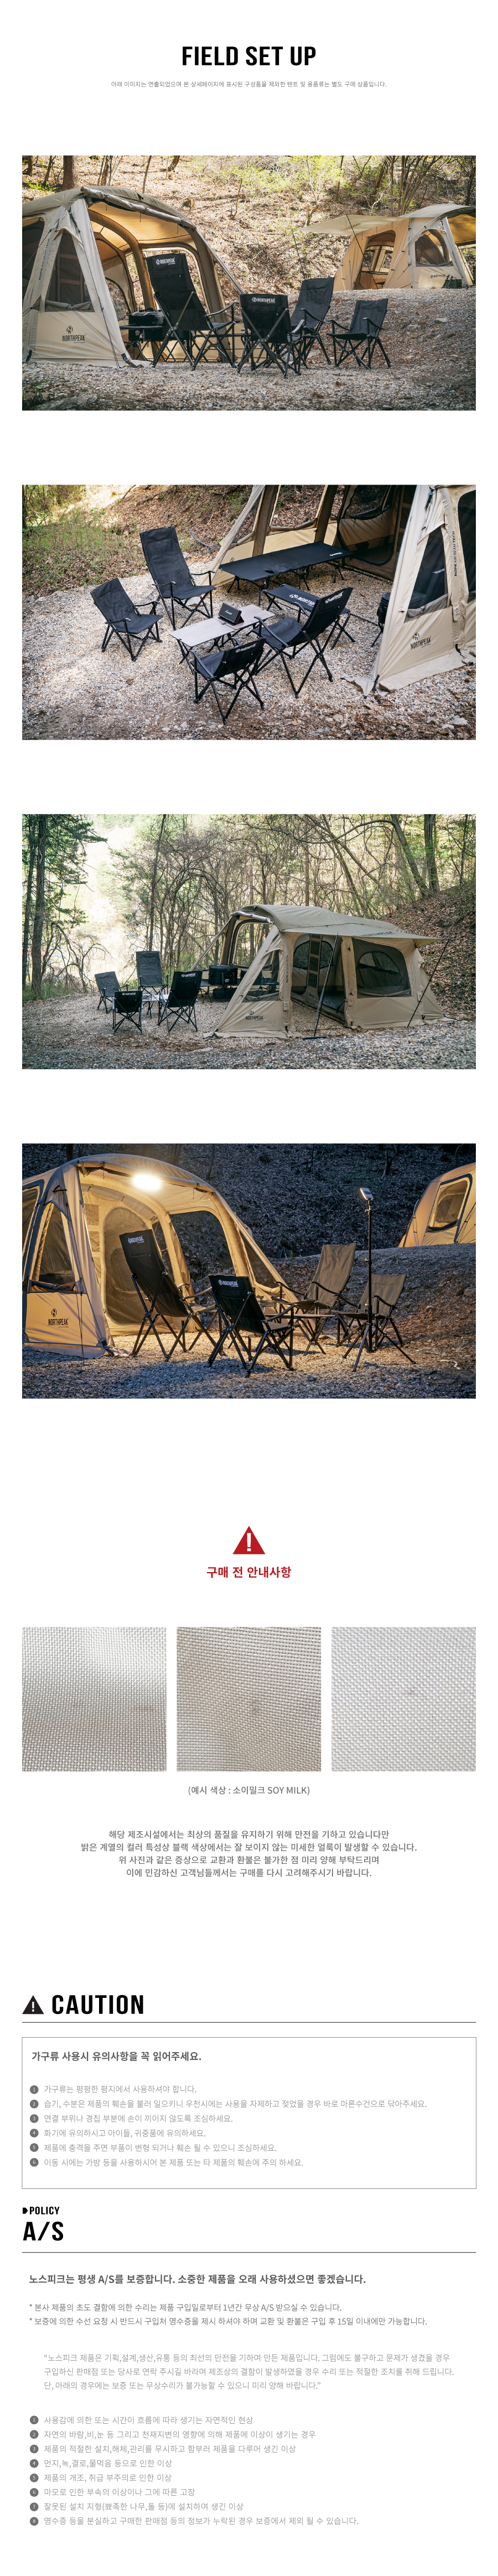 FIELD SET UP
아래 이미지는 연출되었으며 본 상세페이지에 표시된 구성품을 제외한 텐트 및 용품류는 별도 구매 상품입니다.
NORTHPEAK
NORTHPEAK
NORTHPEAK
NORTHPEAK
NORTHPEAK
NORTHPEAK
NORTHPEAK
NORTHPEAK
구매 전 안내사항
(예시 색상 : 소이밀크 SOY MILK)
해당 제조시설에서는 최상의 품질을 유지하기 위해 만전을 기하고 있습니다만
밝은 계열의 컬러 특성상 블랙 색상에서는 잘 보이지 않는 미세한 얼룩이 발생할 수 있습니다.
위 사진과 같은 증상으로 교환과 환불은 불가한 점 미리 양해 부탁드리며
이에 민감하신 고객님들께서는 구매를 다시 고려해주시기 바랍니다.
CAUTION
가구류 사용시 유의사항을 꼭 읽어주세요.
1 가구류는 평평한 평지에서 사용하셔야 합니다.
2 습기, 수분은 제품의 훼손을 불러 일으키니 우천시에는 사용을 자제하고 젖었을 경우 바로 마른수건으로 닦아주세요.
3 연결 부위나 경첩 부분에 손이 끼이지 않도록 조심하세요.
4 화기에 유의하시고 아이들, 귀중품에 유의하세요.
5 제품에 충격을 주면 부품이 변형 되거나 훼손 될 수 있으니 조심하세요.
6 이동 시에는 가방 등을 사용하시어 본 제품 또는 타 제품의 훼손에 주의 하세요.
POLICY
A/S
노스피크는 평생 A/S를 보증합니다. 소중한 제품을 오래 사용하셨으면 좋겠습니다.
* 본사 제품의 초도 결함에 의한 수리는 제품 구입일로부터 1년간 무상 A/S 받으실 수 있습니다.
* 보증에 의한 수선 요청 시 반드시 구입처 영수증을 제시 하셔야 하며 교환 및 환불은 구입 후 15일 이내에만 가능합니다.
"노스피크 제품은 기획,설계,생산,유통 등의 최선의 만전을 기하여 만든 제품입니다. 그럼에도 불구하고 문제가 생겼을 경우
구입하신 판매점 또는 당사로 연락 주시길 바라며 제조상의 결함이 발생하였을 경우 수리 또는 적절한 조치를 취해 드립니다.
단, 아래의 경우에는 보증 또는 무상수리가 불가능할 수 있으니 미리 양해 바랍니다."
1 사용감에 의한 또는 시간이 흐름에 따라 생기는 자연적인 현상
2 자연의 바람,비,눈 등 그리고 천재지변의 영향에 의해 제품에 이상이 생기는 경우
3 제품의 적절한 설치,해체,관리를 무시하고 함부러 제품을 다루어 생긴 이상
4 먼지,녹,결로,물먹음 등으로 인한 이상
5 제품의 개조, 취급 부주의로 인한 이상
6 마모로 인한 부속의 이상이나 그에 따른 고장
7 잘못된 설치 지형(뾰족한 나무,돌 등)에 설치하여 생긴 이상
8 영수증 등을 분실하고 구매한 판매점 등의 정보가 누락된 경우 보증에서 제외 될 수 있습니다.